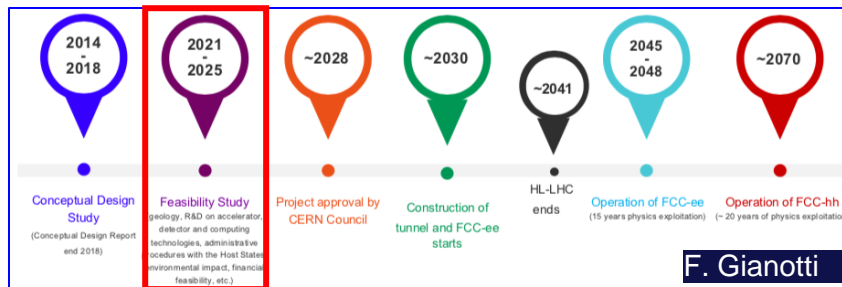 2014
-
2018
2021
-
2025
~2028
~2030
~2041
2045
-
2048
~2070
Conceptual Design
Study
(Conceptual Design Report
end 2018)
Feasibility Study
geology, R&D on accelerator,
detector and computing
technologies, administrative
procedures with the Host States
environmental impact, financial
feasibility, etc.)
Project approval by
CERN Council
Construction of
tunnel and FCC-ee
starts
HL-LHC
ends
Operation of FCC-ee
(15 years physics exploitation)
Operation of FCC-hh
(~ 20 years of physics exploitation
F. Gianotti